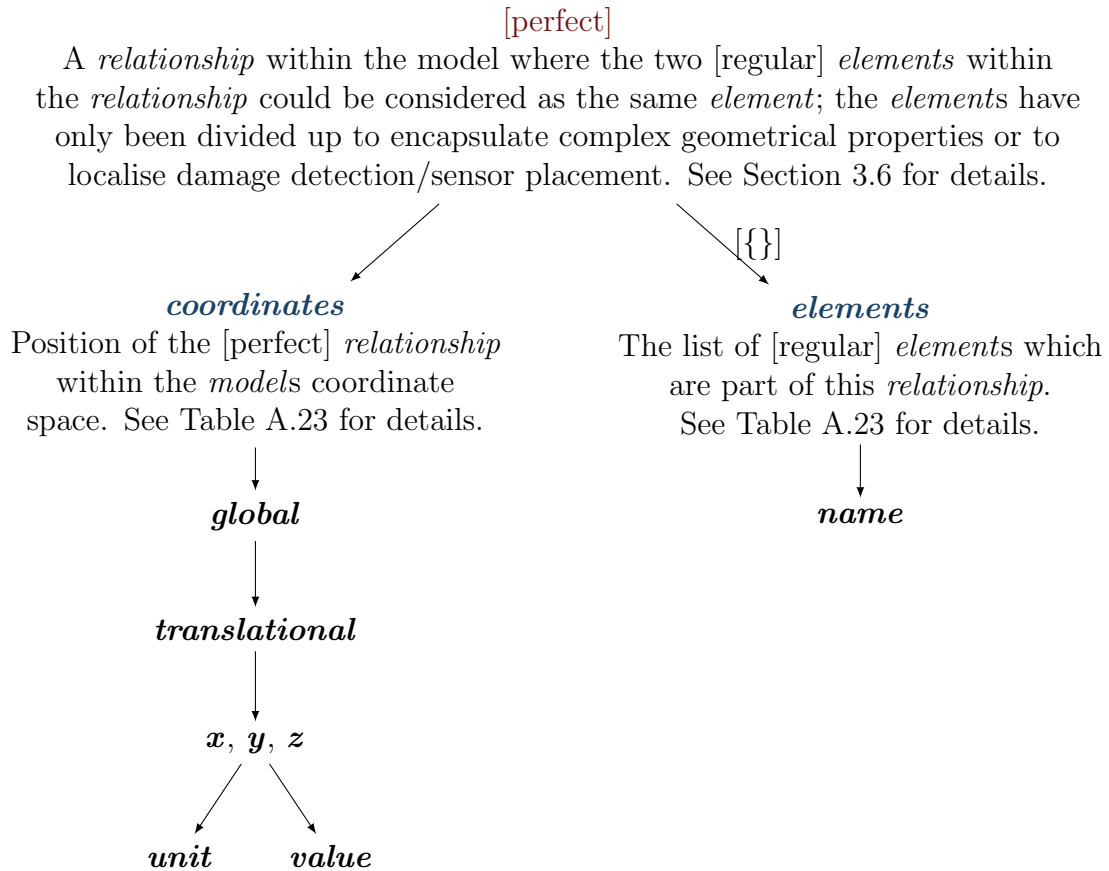 [perfect]
A relationship within the model where the two [regular] elements within
the relationship could be considered as the same element; the elements have
only been divided up to encapsulate complex geometrical properties or to
localise damage detection/sensor placement. See Section 3.6 for details.
[{}]
coordinates
Position of the [perfect] relationship
within the models coordinate
space. See Table A.23 for details.
elements
The list of [regular] elements which
are part of this relationship.
See Table A.23 for details.
global
name
translational
x, y, z
unit
value